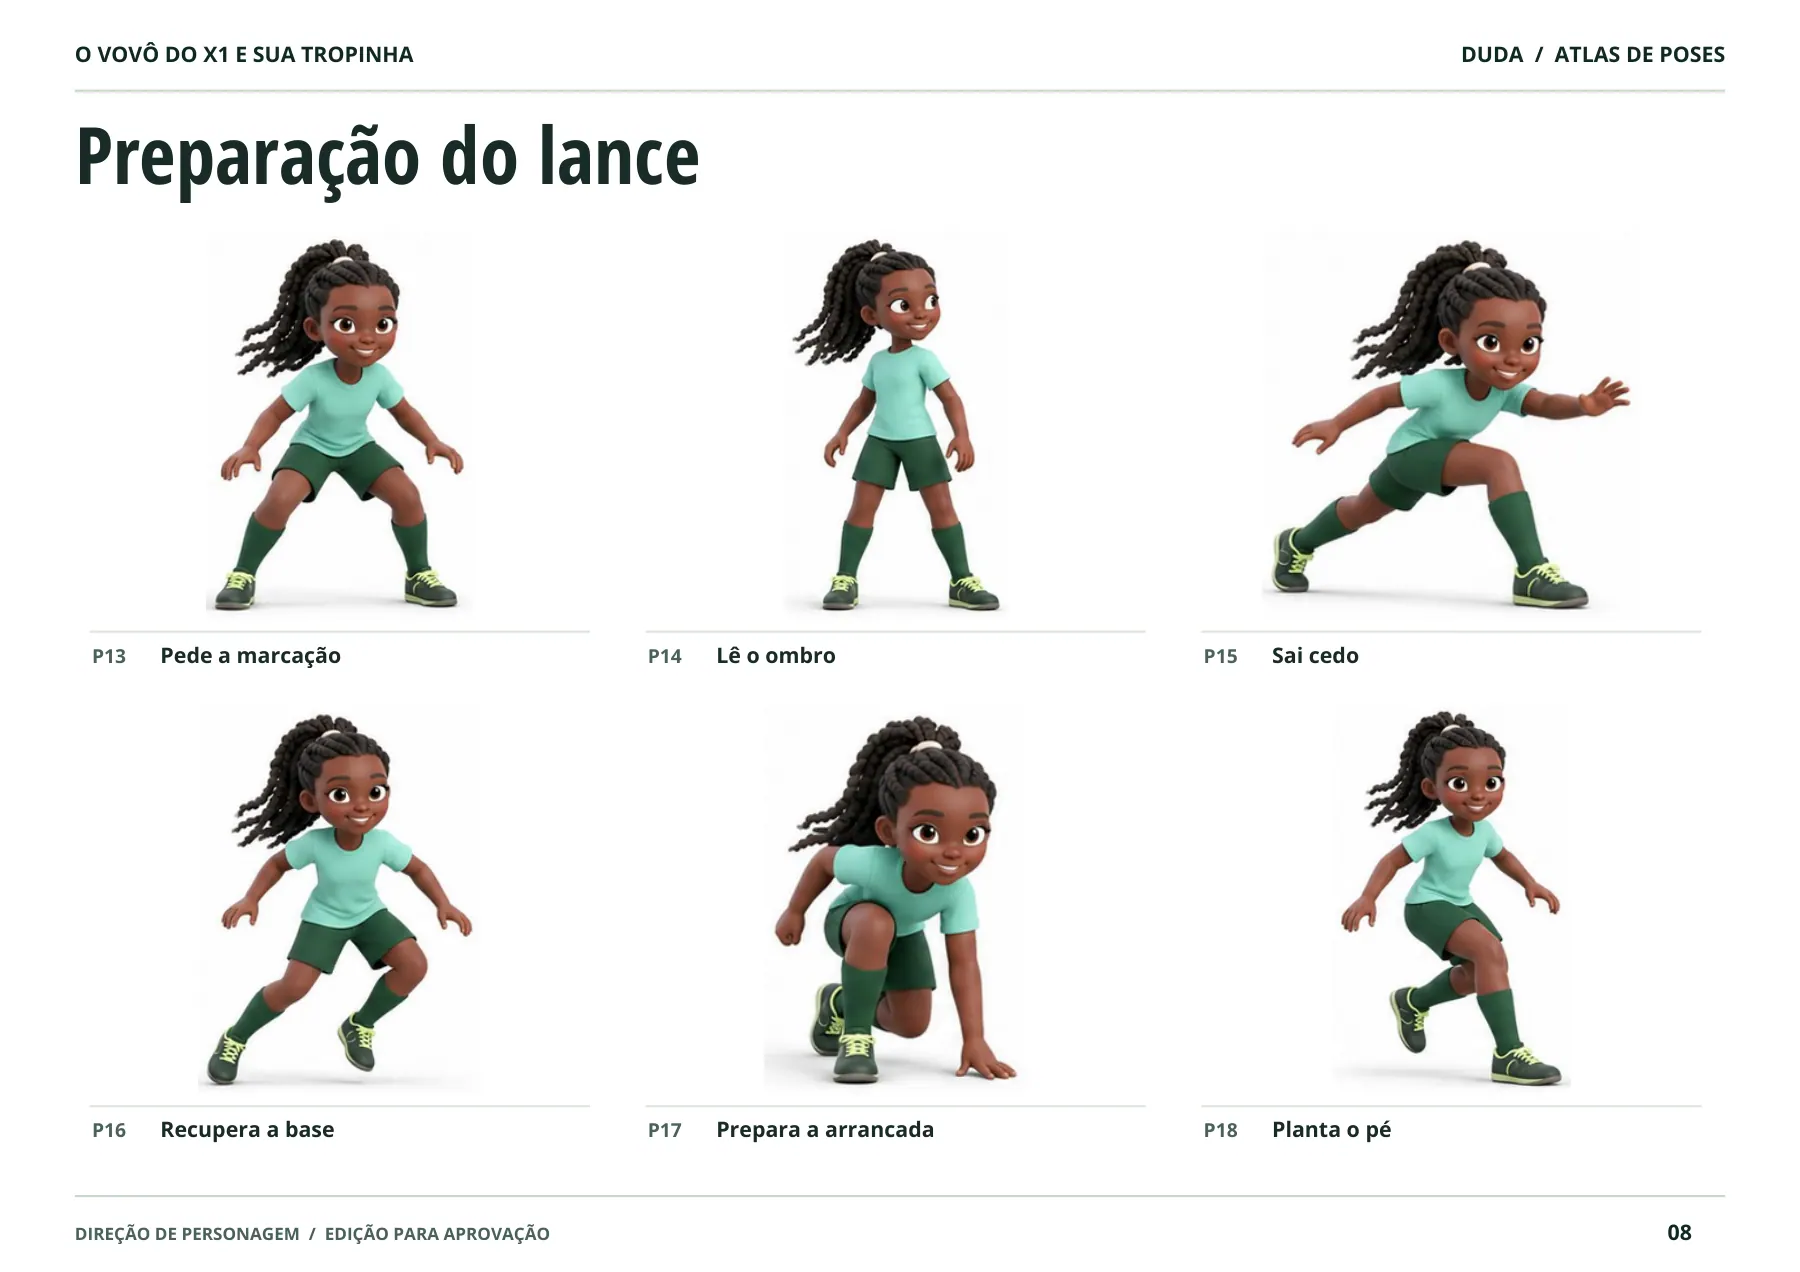 O VOVÔ DO X1 E SUA TROPINHA
DUDA / ATLAS DE POSES
Preparação do lance
P13 Pede a marcação
P14 Lê o ombro
P15 Sai cedo
P16 Recupera a base
P17 Prepara a arrancada
P18 Planta o pé
DIREÇÃO DE PERSONAGEM / EDIÇÃO PARA APROVAÇÃO
08